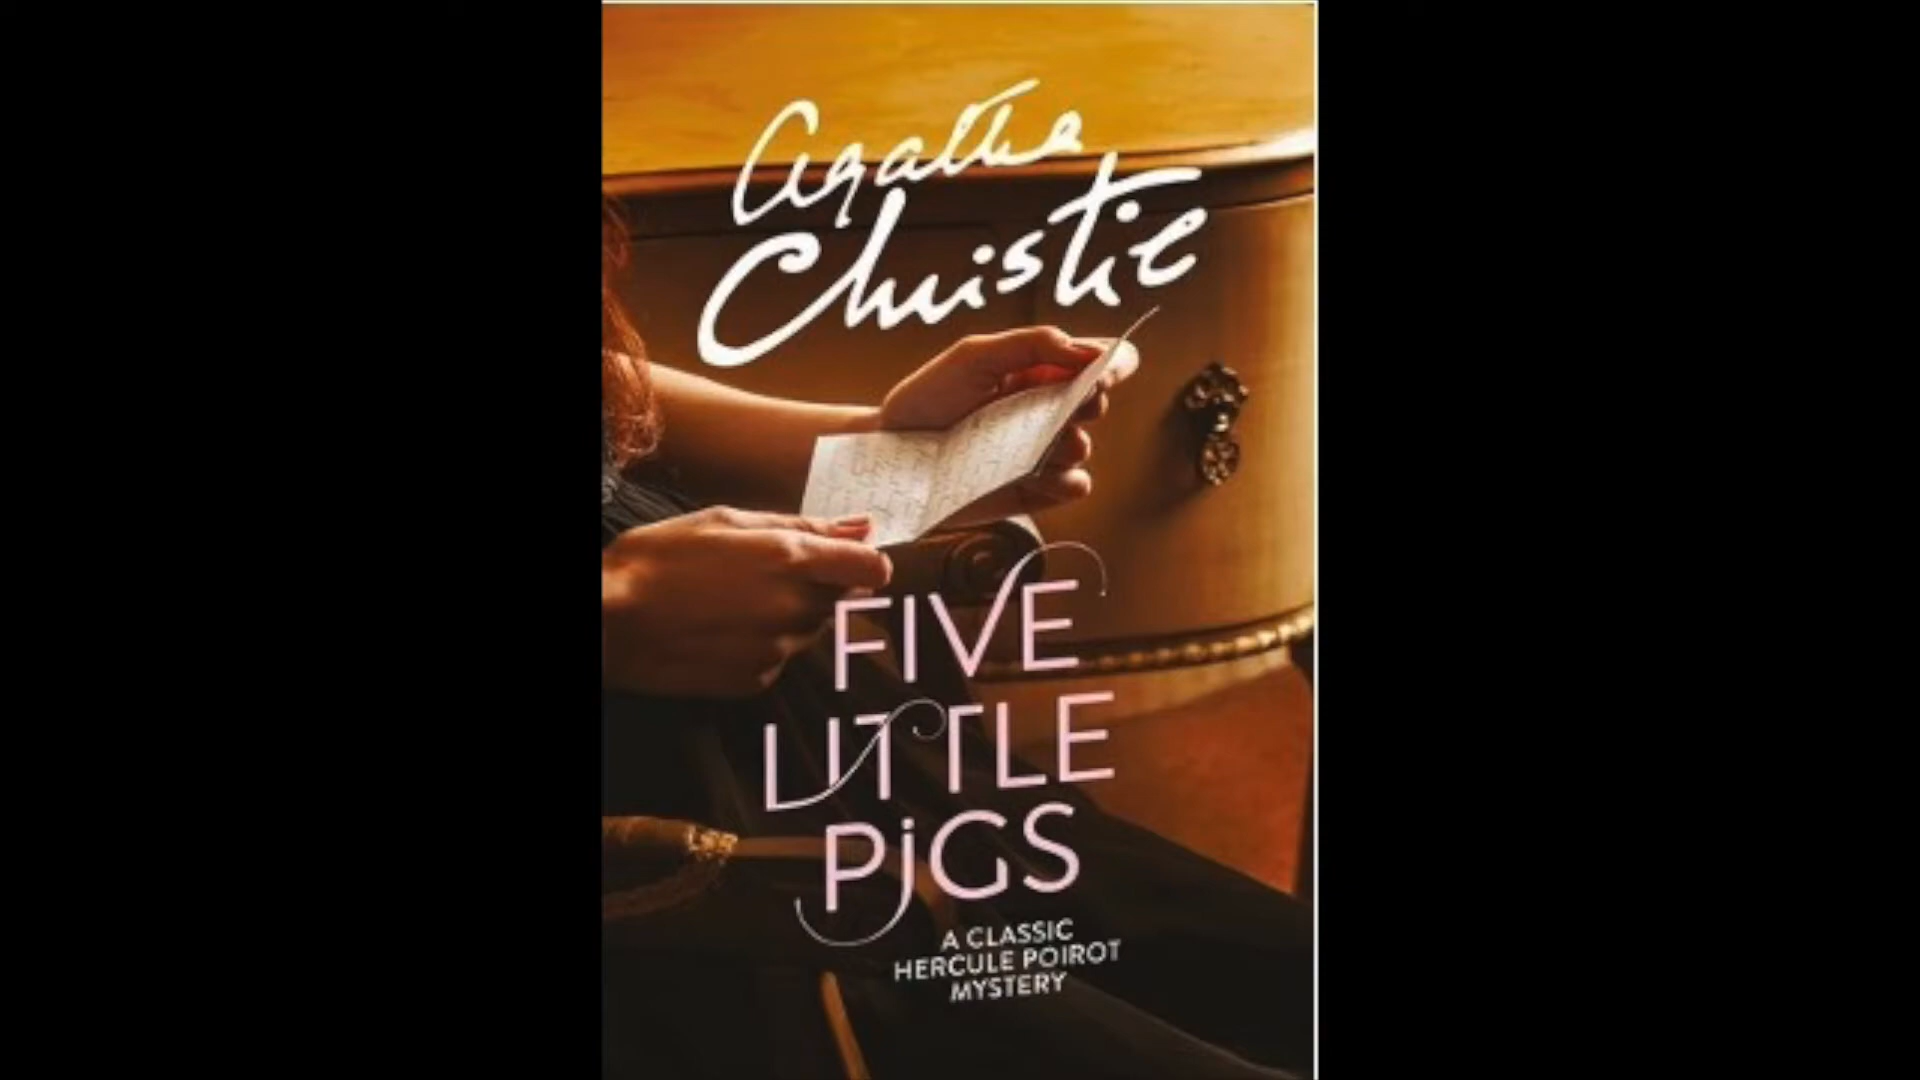 Agatha
Christie
FIVE
LITTLE
PIGS
A CLASSIC
HERCULE POIROT
MYSTERY